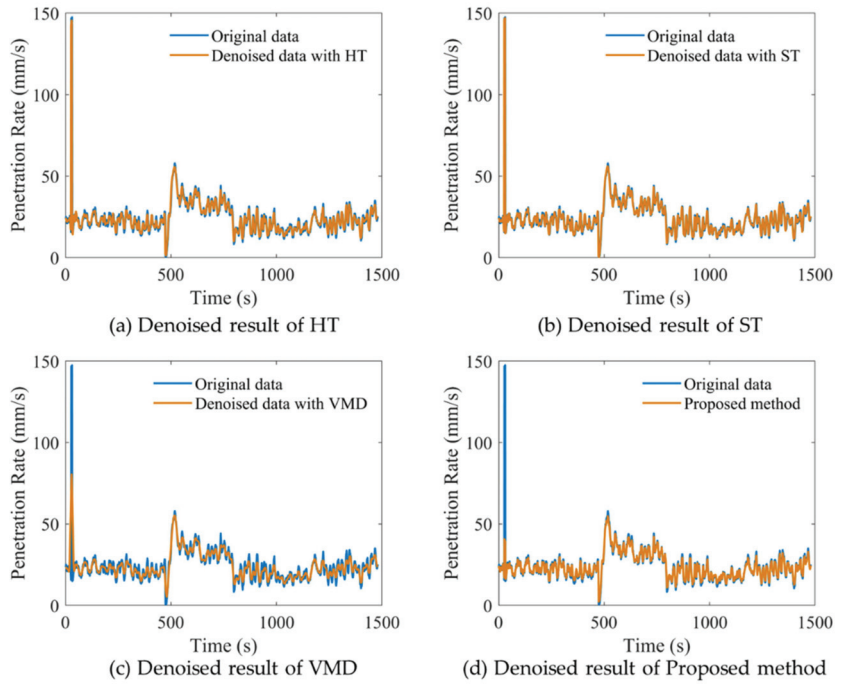 150
100
50
0
Penetration Rate (mm/s)
Original data
Denoised data with HT
0 500 1000 1500
Time (s)
(a) Denoised result of HT
150
100
50
0
Penetration Rate (mm/s)
Original data
Denoised data with ST
0 500 1000 1500
Time (s)
(b) Denoised result of ST
150
100
50
0
Penetration Rate (mm/s)
Original data
Denoised data with VMD
0 500 1000 1500
Time (s)
(c) Denoised result of VMD
150
100
50
0
Penetration Rate (mm/s)
Original data
Proposed method
0 500 1000 1500
Time (s)
(d) Denoised result of Proposed method